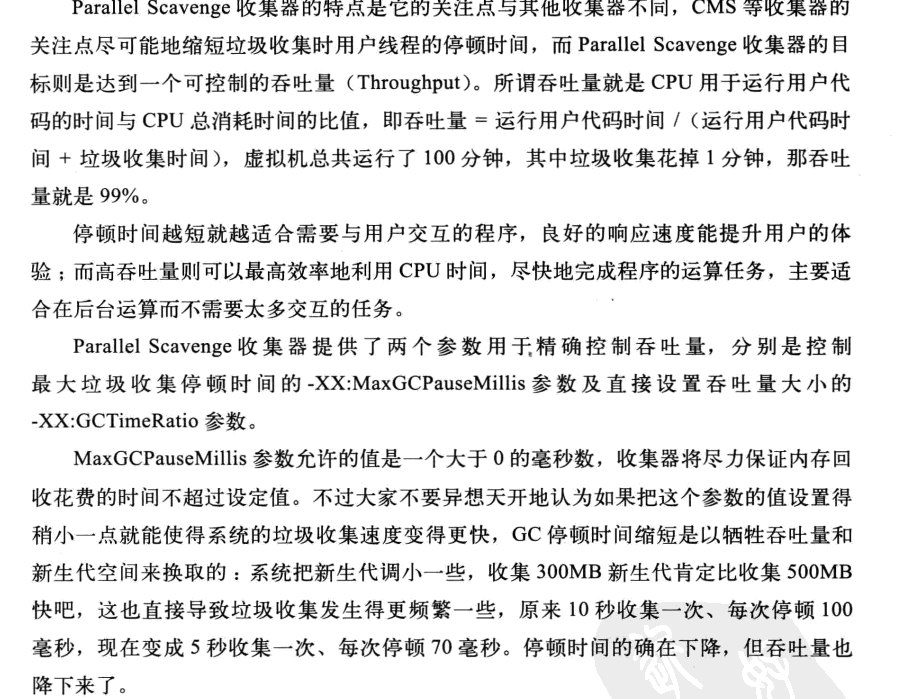 Parallel Scavenge 收集器的特点是它的关注点与其他收集器不同，CMS 等收集器的
关注点尽可能地缩短垃圾收集时用户线程的停顿时间，而 Parallel Scavenge 收集器的目
标则是达到一个可控制的吞吐量（Throughput）。所谓吞吐量就是 CPU 用于运行用户代
码的时间与 CPU 总消耗时间的比值，即吞吐量 = 运行用户代码时间 /（运行用户代码时
间 + 垃圾收集时间），虚拟机总共运行了 100 分钟，其中垃圾收集花掉 1 分钟，那吞吐
量就是 99%。
停顿时间越短就越适合需要与用户交互的程序，良好的响应速度能提升用户的体
验；而高吞吐量则可以最高效率地利用 CPU 时间，尽快地完成程序的运算任务，主要适
合在后台运算而不需要太多交互的任务。
Parallel Scavenge 收集器提供了两个参数用于精确控制吞吐量，分别是控制
最大垃圾收集停顿时间的 -XX:MaxGCPauseMillis 参数及直接设置吞吐量大小的
-XX:GCTimeRatio 参数。
MaxGCPauseMillis 参数允许的值是一个大于 0 的毫秒数，收集器将尽力保证内存回
收花费的时间不超过设定值。不过大家不要异想天开地认为如果把这个参数的值设置得
稍小一点就能使得系统的垃圾收集速度变得更快，GC 停顿时间缩短是以牺牲吞吐量和
新生代空间来换取的：系统把新生代调小一些，收集 300MB 新生代肯定比收集 500MB
快吧，这也直接导致垃圾收集发生得更频繁一些，原来 10 秒收集一次、每次停顿 100
毫秒，现在变成 5 秒收集一次、每次停顿 70 毫秒。停顿时间的确在下降，但吞吐量也
降下来了。